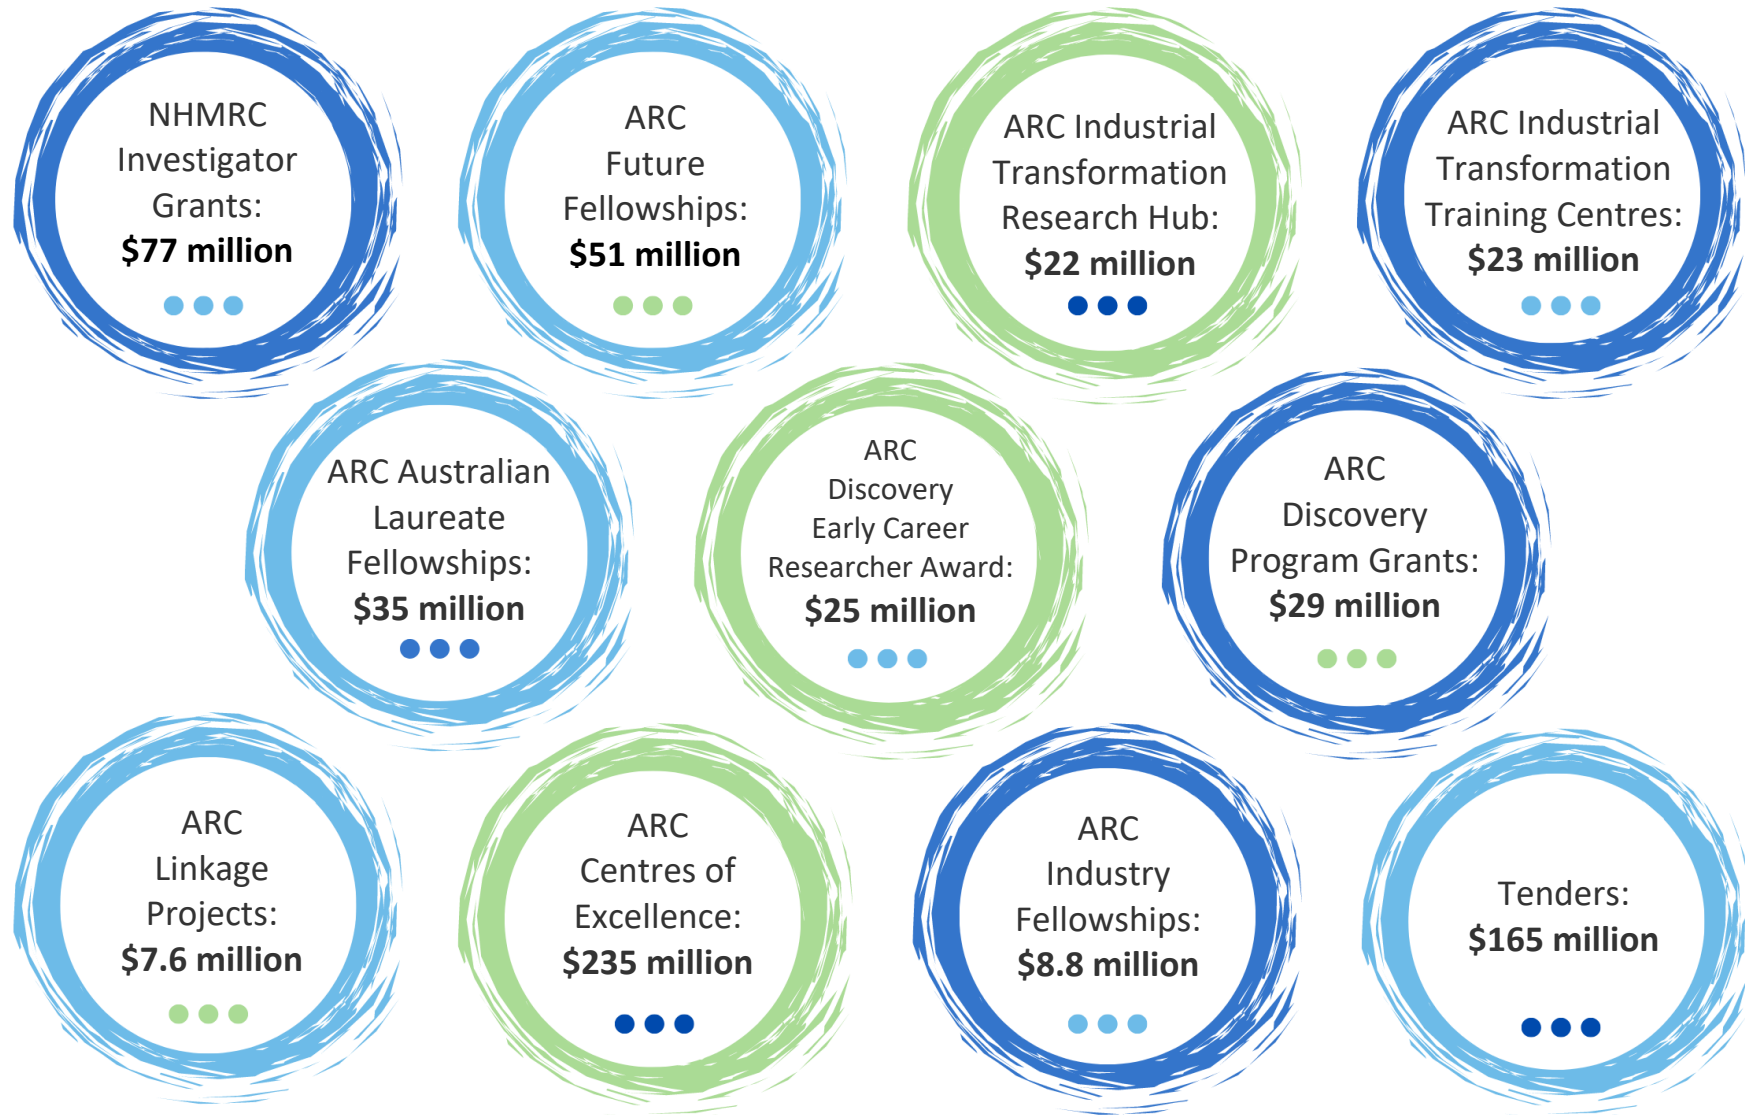 NHMRC
Investigator
Grants:
$77 million
ARC
Future
Fellowships:
$51 million
ARC Industrial
Transformation
Research Hub:
$22 million
ARC Industrial
Transformation
Training Centres:
$23 million
ARC Australian
Laureate
Fellowships:
$35 million
ARC
Discovery
Early Career
Researcher Award:
$25 million
ARC
Discovery
Program Grants:
$29 million
ARC
Linkage
Projects:
$7.6 million
ARC
Centres of
Excellence:
$235 million
ARC
Industry
Fellowships:
$8.8 million
Tenders:
$165 million